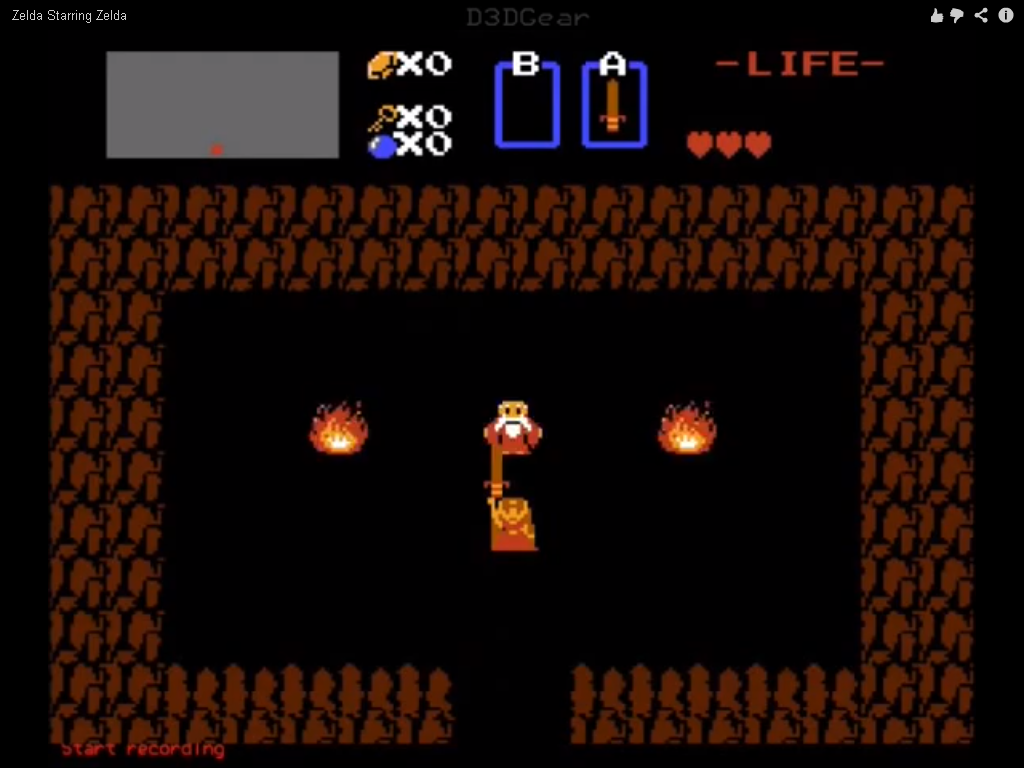 Zelda Starring Zelda
D3DGear
X0
B
A
-LIFE-
X0
X0
Start recording